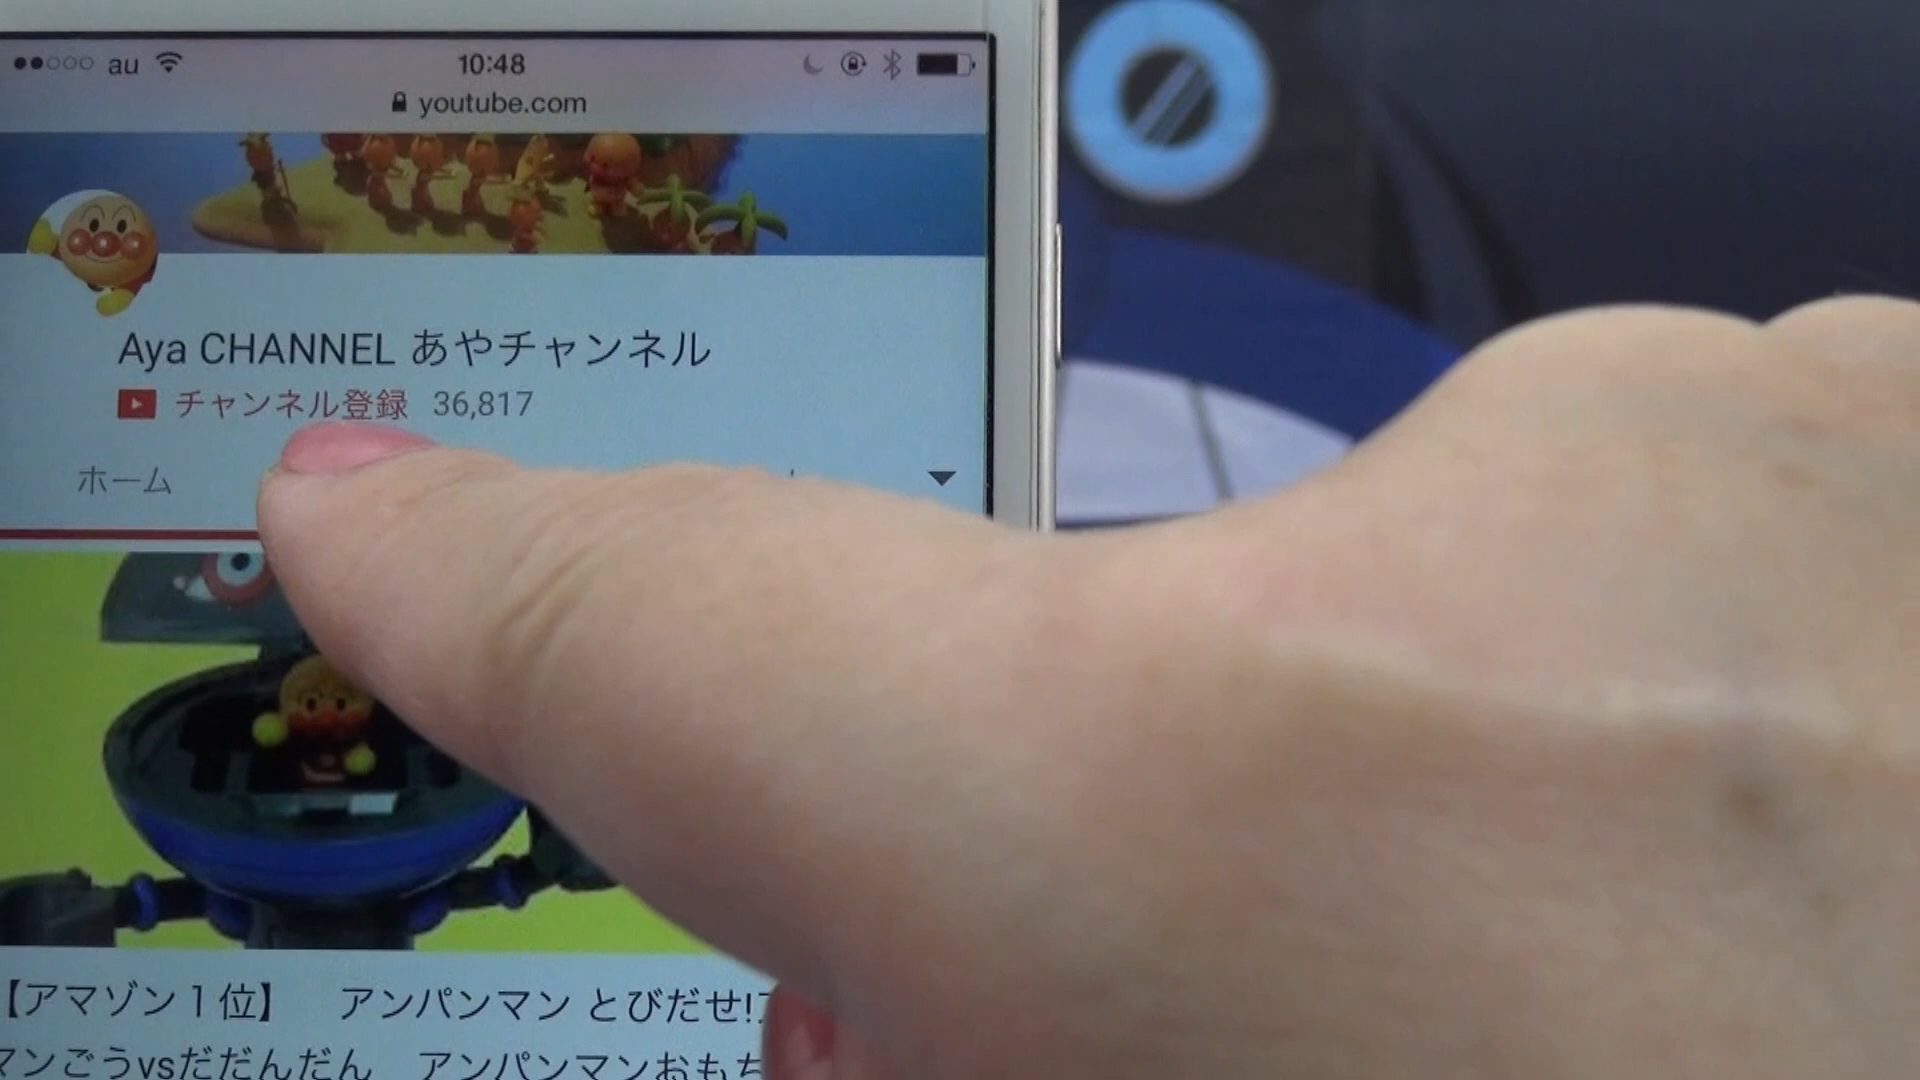 au 10:48
youtube.com
Aya CHANNEL あやチャンネル
チャンネル登録 36,817
ホーム
【アマゾン1位】 アンパンマン とびだせ!
マンごうvsだだんだん アンパンマンおもち